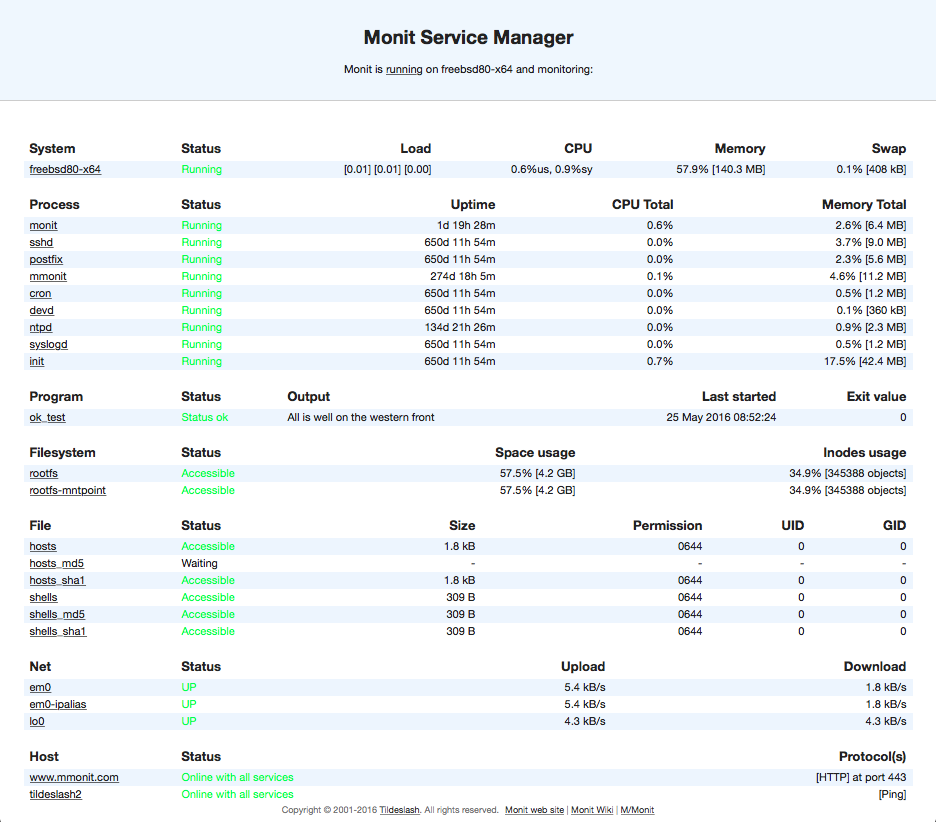 Monit Service Manager
Monit is running on freebsd80-x64 and monitoring:
System Status Load CPU Memory Swap
freebsd80-x64 Running [0.01] [0.01] [0.00] 0.6%us, 0.9%sy 57.9% [140.3 MB] 0.1% [408 kB]
Process Status Uptime CPU Total Memory Total
monit Running 1d 19h 28m 0.6% 2.6% [6.4 MB]
sshd Running 650d 11h 54m 0.0% 3.7% [9.0 MB]
postfix Running 650d 11h 54m 0.0% 2.3% [5.6 MB]
mmonit Running 274d 18h 5m 0.1% 4.6% [11.2 MB]
cron Running 650d 11h 54m 0.0% 0.5% [1.2 MB]
devd Running 650d 11h 54m 0.0% 0.1% [360 kB]
ntpd Running 134d 21h 26m 0.0% 0.9% [2.3 MB]
syslogd Running 650d 11h 54m 0.0% 0.5% [1.2 MB]
init Running 650d 11h 54m 0.7% 17.5% [42.4 MB]
Program Status Output Last started Exit value
ok_test Status ok All is well on the western front 25 May 2016 08:52:24 0
Filesystem Status Space usage Inodes usage
rootfs Accessible 57.5% [4.2 GB] 34.9% [345388 objects]
rootfs-mntpoint Accessible 57.5% [4.2 GB] 34.9% [345388 objects]
File Status Size Permission UID GID
hosts Accessible 1.8 kB 0644 0 0
hosts_md5 Waiting - - - -
hosts_sha1 Accessible 1.8 kB 0644 0 0
shells Accessible 309 B 0644 0 0
shells_md5 Accessible 309 B 0644 0 0
shells_sha1 Accessible 309 B 0644 0 0
Net Status Upload Download
em0 UP 5.4 kB/s 1.8 kB/s
em0-ipalias UP 5.4 kB/s 1.8 kB/s
lo0 UP 4.3 kB/s 4.3 kB/s
Host Status Protocol(s)
www.mmonit.com Online with all services [HTTP] at port 443
tildeslash2 Online with all services [Ping]
Copyright © 2001-2016 Tildeslash. All rights reserved. Monit web site | Monit Wiki | M/Monit